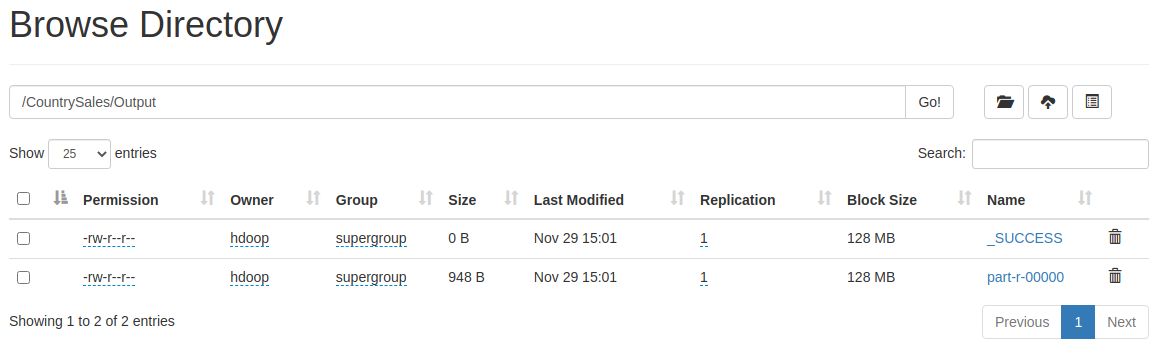 Browse Directory
/CountrySales/Output Go!
Show 25 entries Search:
Permission Owner Group Size Last Modified Replication Block Size Name
-rw-r--r-- hdoop supergroup 0 B Nov 29 15:01 1 128 MB _SUCCESS
-rw-r--r-- hdoop supergroup 948 B Nov 29 15:01 1 128 MB part-r-00000
Showing 1 to 2 of 2 entries Previous 1 Next